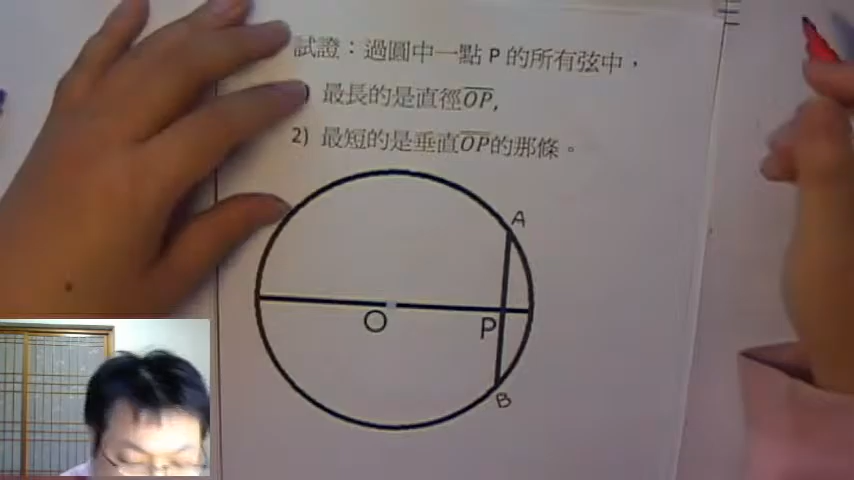 試證：過圓中一點 P 的所有弦中，
) 最長的是直徑OP,
2) 最短的是垂直OP的那條。
A
O
P
B